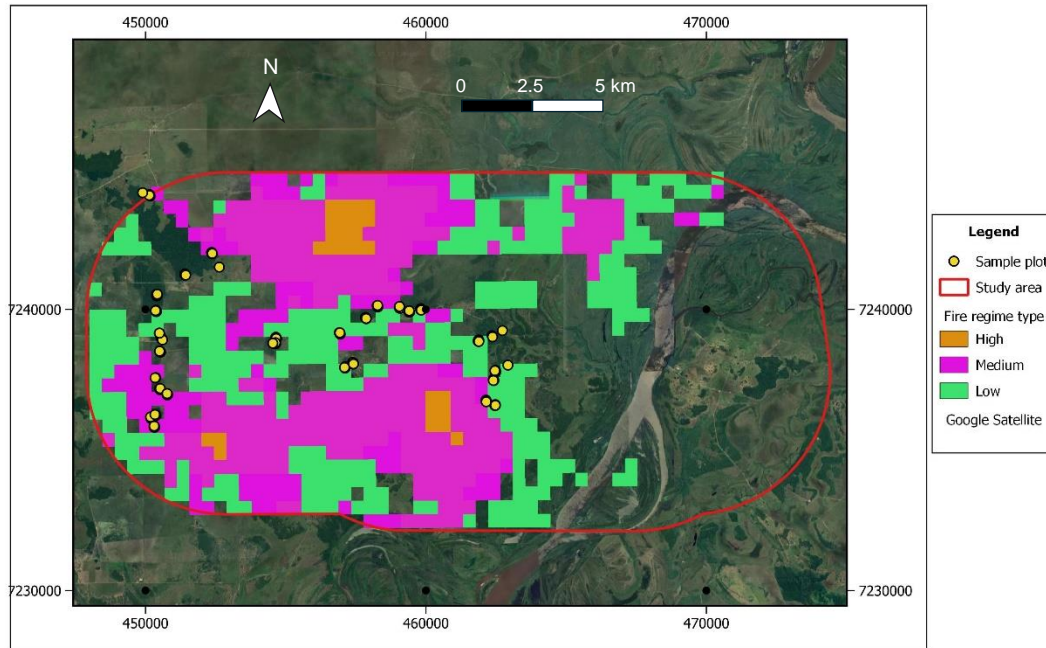 450000 460000 470000
N
0 2.5 5 km
Legend
Sample plot
Study area
Fire regime type
High
Medium
Low
Google Satellite
7240000 7240000
7230000 7230000
450000 460000 470000